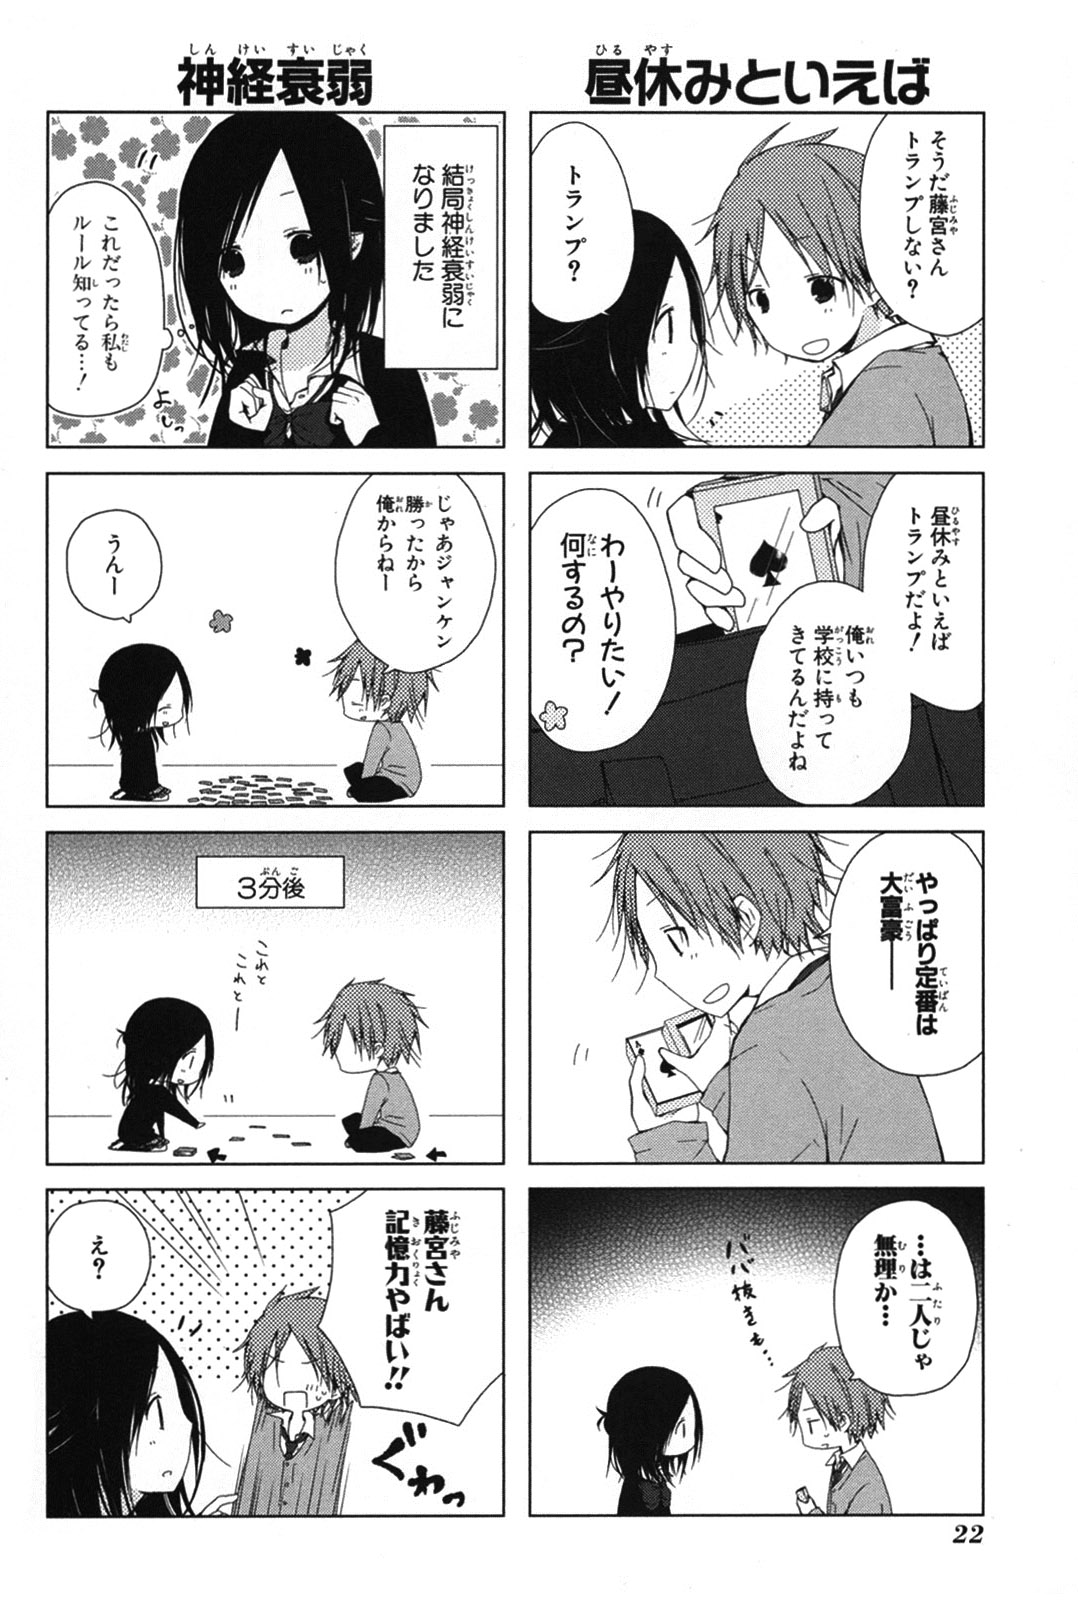 昼休みといえば
そうだ藤宮さん
トランプしない?
トランプ?
昼休みといえば
トランプだよ!
俺いつも
学校に持って
きてるんだよね
わーやりたい!
何するの?
やっぱり定番は
大富豪――
…は二人じゃ
無理か…
ババ抜きも…
神経衰弱
結局神経衰弱に
なりました
これだったら私も
ルール知ってる…!
よしっ
じゃあジャンケン
勝ったから
俺からねー
うんー
3分後
これと
これとー
藤宮さん
記憶力やばい!!
え?
ぐわっ
22